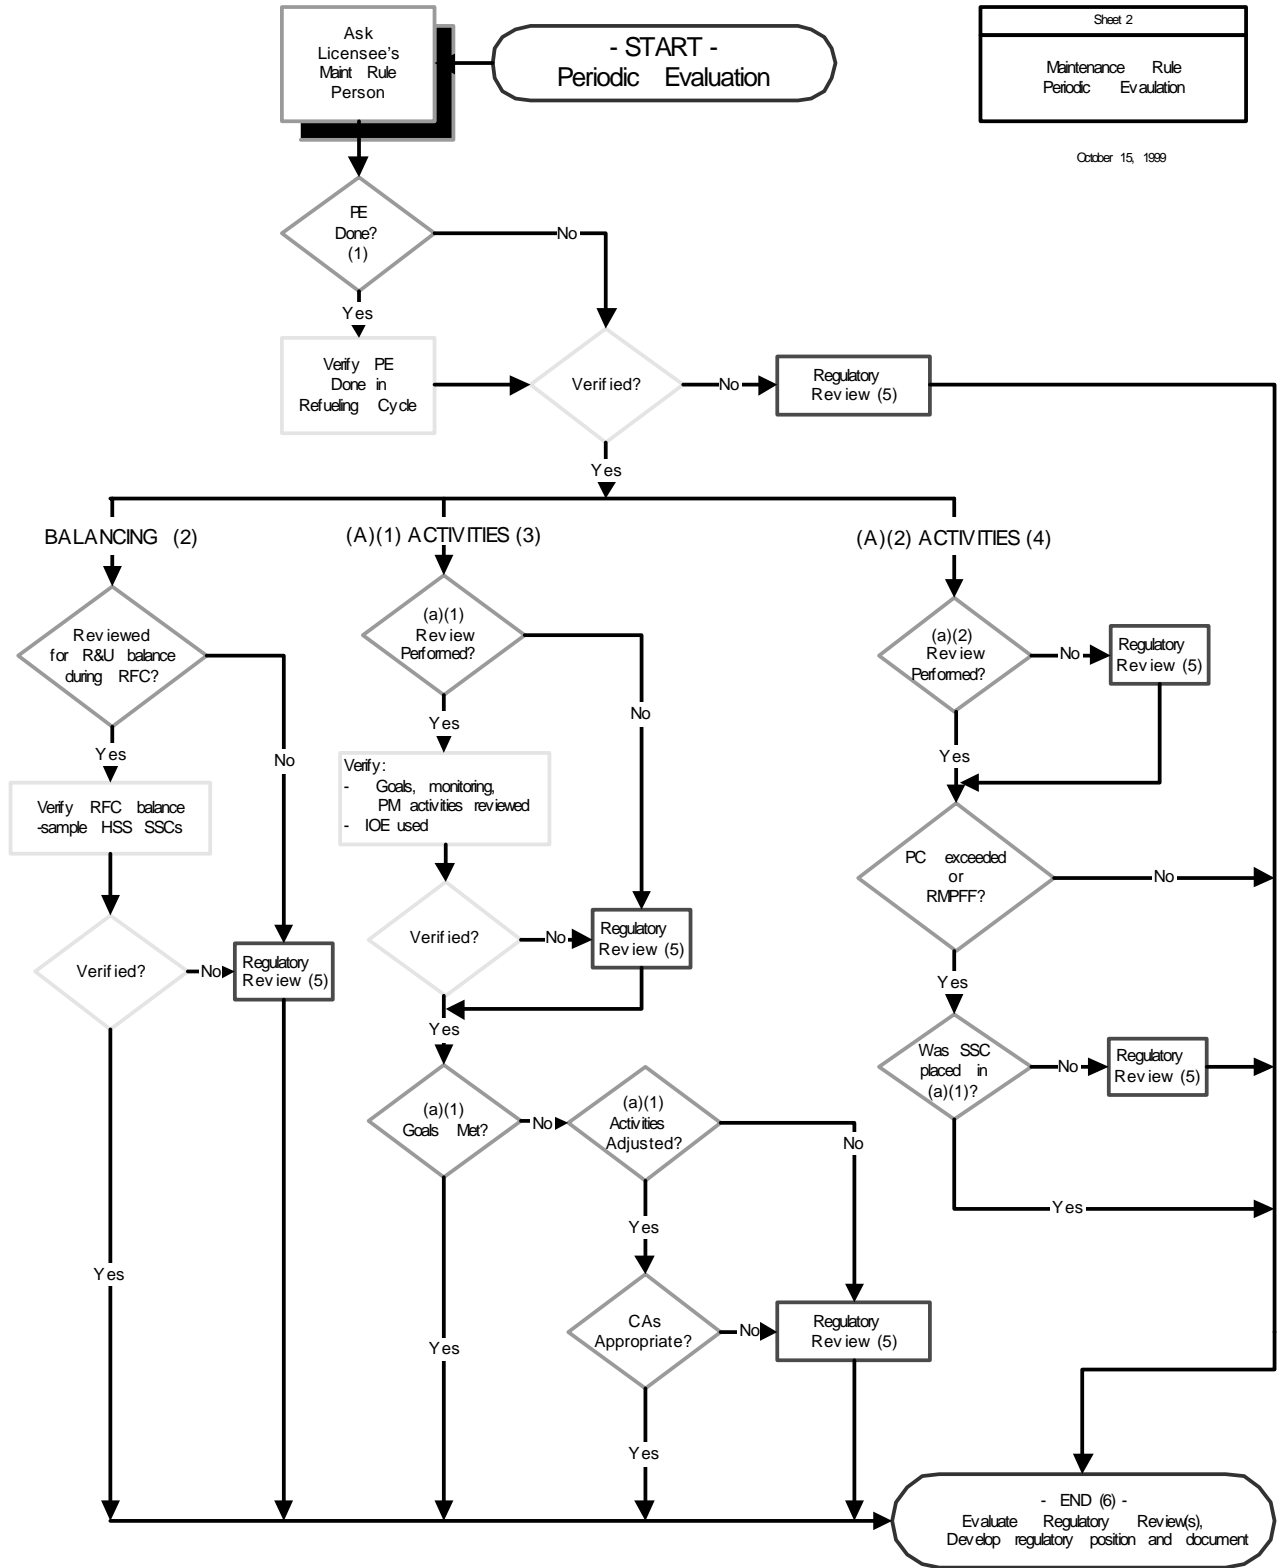 Ask
Licensee's
Maint Rule
Person
- START -
Periodic Evaluation
Sheet 2
Maintenance Rule
Periodic Evaulation
October 15, 1999
PE
Done?
(1)
No
Yes
Verify PE
Done in
Refueling Cycle
Verified?
No
Regulatory
Review (5)
Yes
BALANCING (2)
(A)(1) ACTIVITIES (3)
(A)(2) ACTIVITIES (4)
Reviewed
for R&U balance
during RFC?
Yes
No
Verify RFC balance
-sample HSS SSCs
Verified?
No
Regulatory
Review (5)
Yes
(a)(1)
Review
Performed?
Yes
No
Verify:
- Goals, monitoring,
PM activities reviewed
- IOE used
Verified?
No
Regulatory
Review (5)
Yes
(a)(1)
Goals Met?
No
(a)(1)
Activities
Adjusted?
No
Yes
Yes
CAs
Appropriate?
No
Regulatory
Review (5)
Yes
(a)(2)
Review
Performed?
No
Regulatory
Review (5)
Yes
PC exceeded
or
RMPFF?
No
Yes
Was SSC
placed in
(a)(1)?
No
Regulatory
Review (5)
Yes
- END (6) -
Evaluate Regulatory Review(s),
Develop regulatory position and document